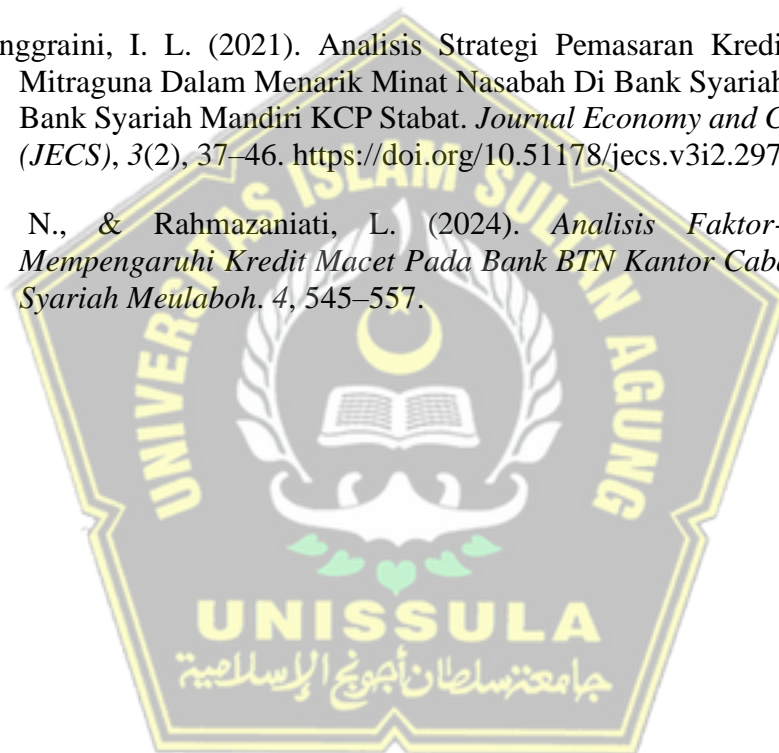 nggraini, I. L. (2021). Analisis Strategi Pemasaran Kredi
Mitraguna Dalam Menarik Minat Nasabah Di Bank Syariah
Bank Syariah Mandiri KCP Stabat. Journal Economy and C
(JECS), 3(2), 37–46. https://doi.org/10.51178/jecs.v3i2.297
N., & Rahmazaniati, L. (2024). Analisis Faktor-
Mempengaruhi Kredit Macet Pada Bank BTN Kantor Cab
Syariah Meulaboh. 4, 545–557.
UNIVERSITAS ISLAM SULTAN AGUNG
UNISSULA
جامعتسلطان أجونج الإسلامية